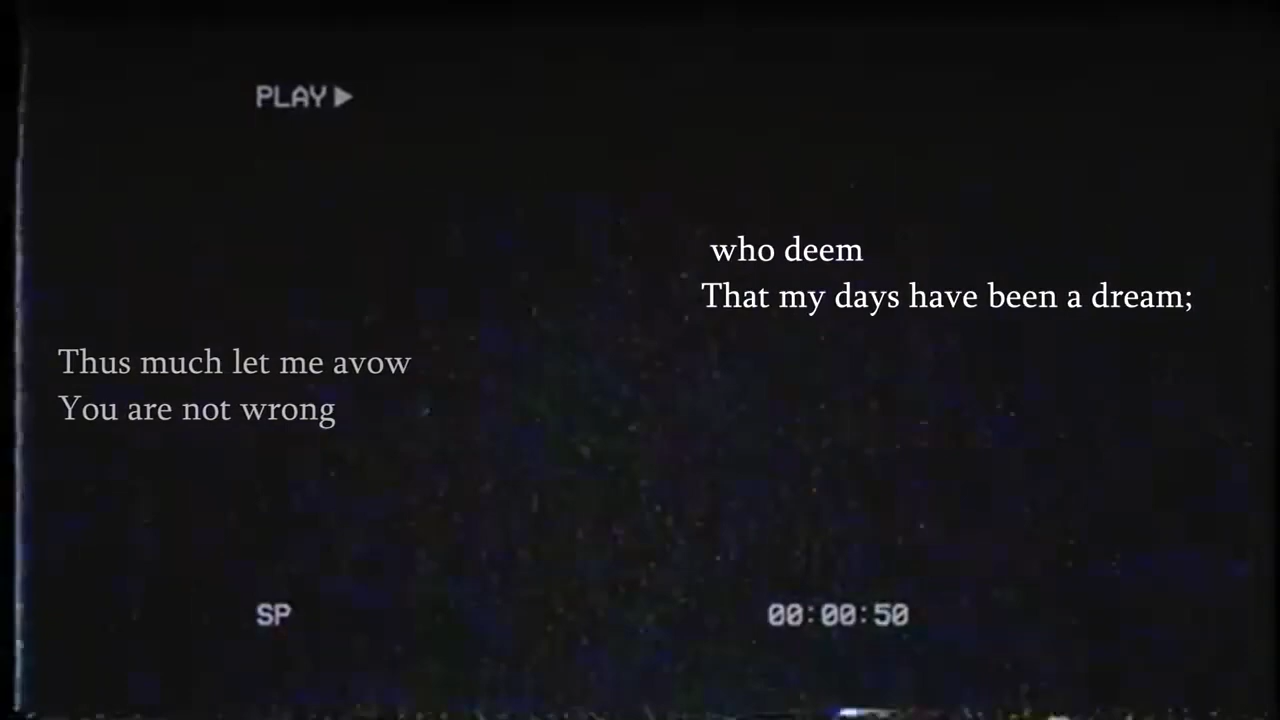 PLAY
Thus much let me avow
You are not wrong
who deem
That my days have been a dream;
SP
00:00:50